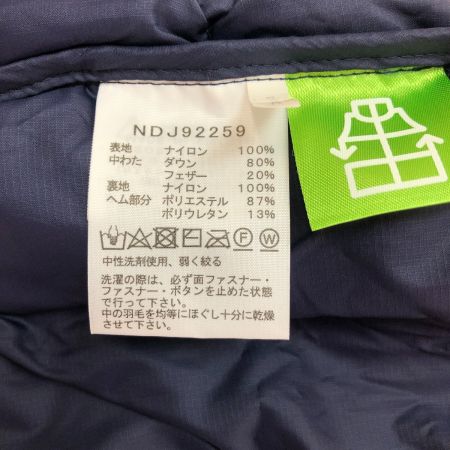 NDJ92259
表地 ナイロン 100%
中わた ダウン 80%
フェザー 20%
裏地 ナイロン 100%
ヘム部分 ポリエステル 87%
ポリウレタン 13%
F W
中性洗剤使用、弱く絞る
洗濯の際は、必ず面ファスナー・
ファスナー・ボタンを止めた状態
で行って下さい。
中の羽毛を均等にほぐし十分に乾燥
させて下さい。